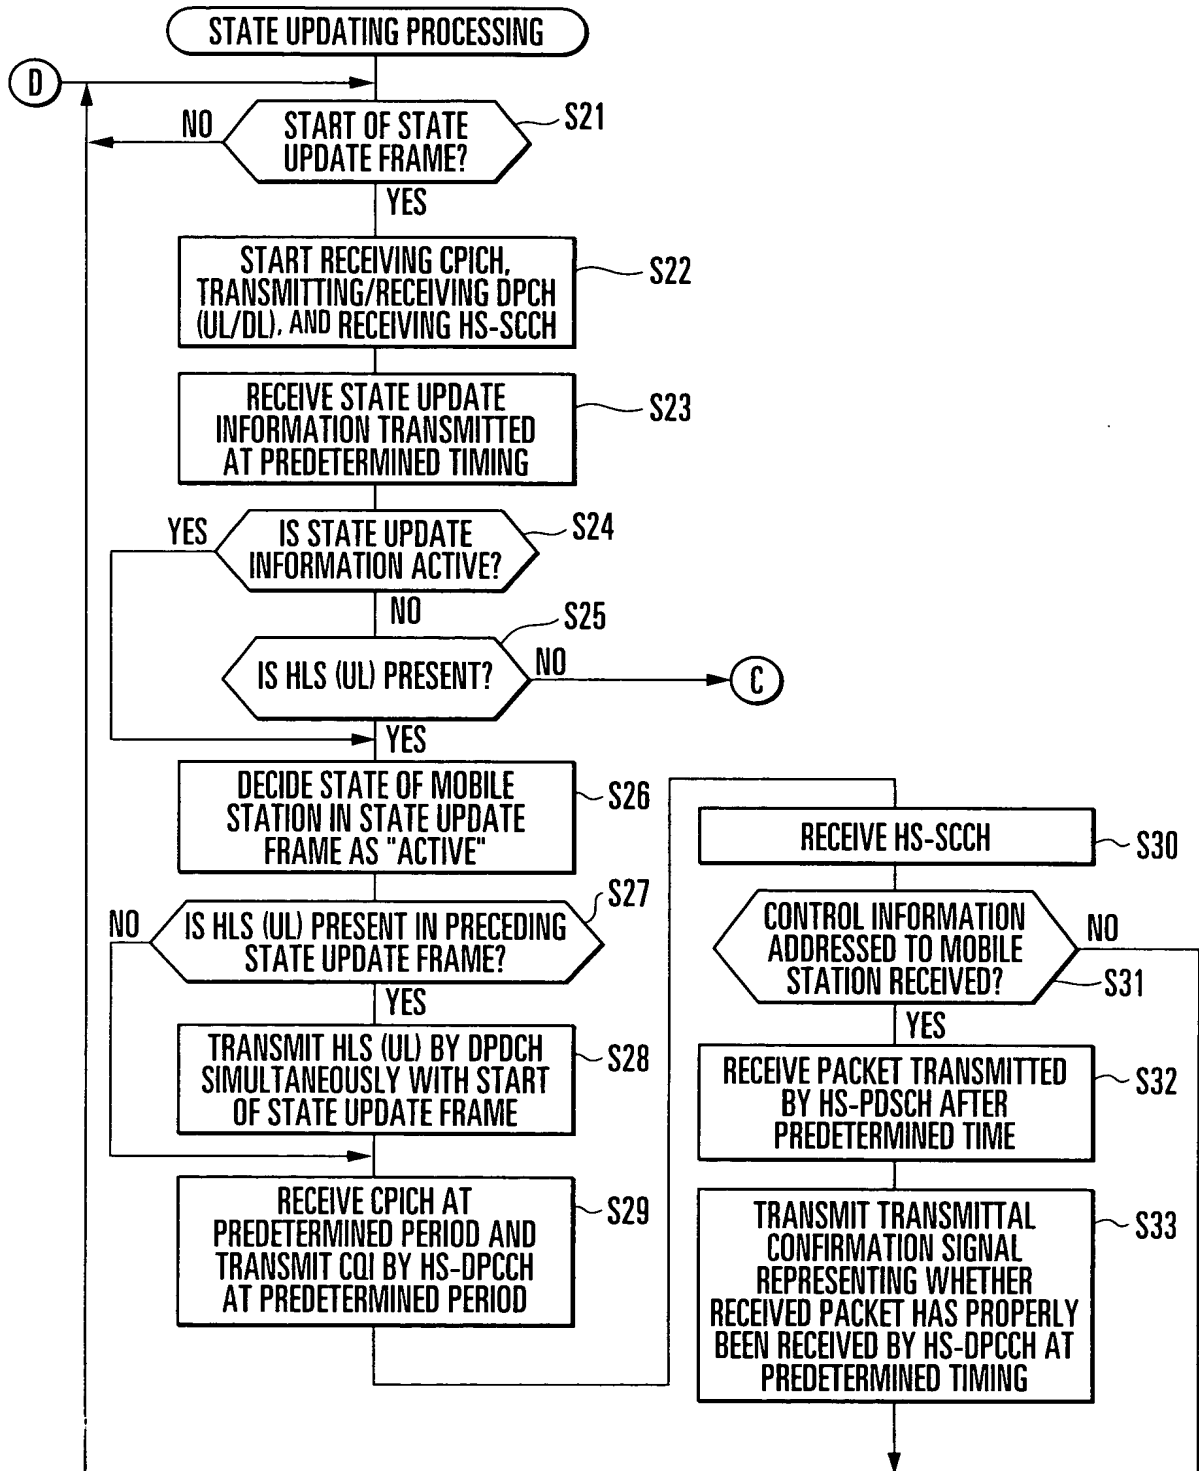 STATE UPDATING PROCESSING
D
NO
START OF STATE
UPDATE FRAME?
S21
YES
START RECEIVING CPICH,
TRANSMITTING/RECEIVING DPCH
(UL/DL), AND RECEIVING HS-SCCH
S22
RECEIVE STATE UPDATE
INFORMATION TRANSMITTED
AT PREDETERMINED TIMING
S23
YES
IS STATE UPDATE
INFORMATION ACTIVE?
S24
NO
S25
IS HLS (UL) PRESENT?
NO
C
YES
DECIDE STATE OF MOBILE
STATION IN STATE UPDATE
FRAME AS "ACTIVE"
S26
S27
NO
IS HLS (UL) PRESENT IN PRECEDING
STATE UPDATE FRAME?
YES
TRANSMIT HLS (UL) BY DPDCH
SIMULTANEOUSLY WITH START
OF STATE UPDATE FRAME
S28
RECEIVE CPICH AT
PREDETERMINED PERIOD AND
TRANSMIT CQI BY HS-DPCCH
AT PREDETERMINED PERIOD
S29
RECEIVE HS-SCCH
S30
CONTROL INFORMATION
ADDRESSED TO MOBILE
STATION RECEIVED?
NO
S31
YES
RECEIVE PACKET TRANSMITTED
BY HS-PDSCH AFTER
PREDETERMINED TIME
S32
TRANSMIT TRANSMITTAL
CONFIRMATION SIGNAL
REPRESENTING WHETHER
RECEIVED PACKET HAS PROPERLY
BEEN RECEIVED BY HS-DPCCH AT
PREDETERMINED TIMING
S33